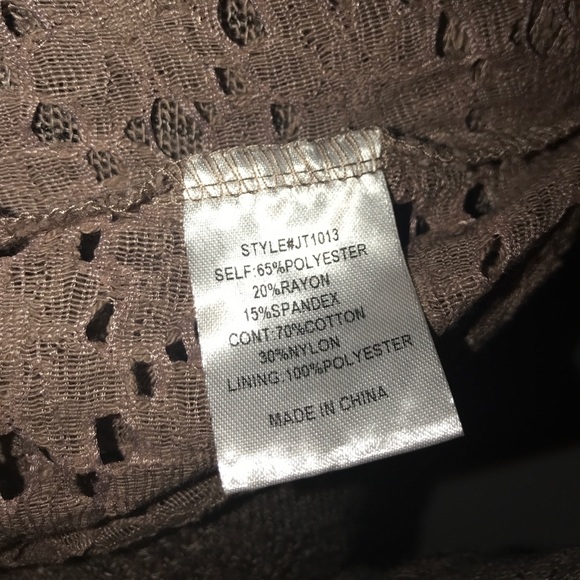 STYLE#JT1013
SELF:65%POLYESTER
20%RAYON
15%SPANDEX
CONT:70%COTTON
30%NYLON
LINING:100%POLYESTER
MADE IN CHINA